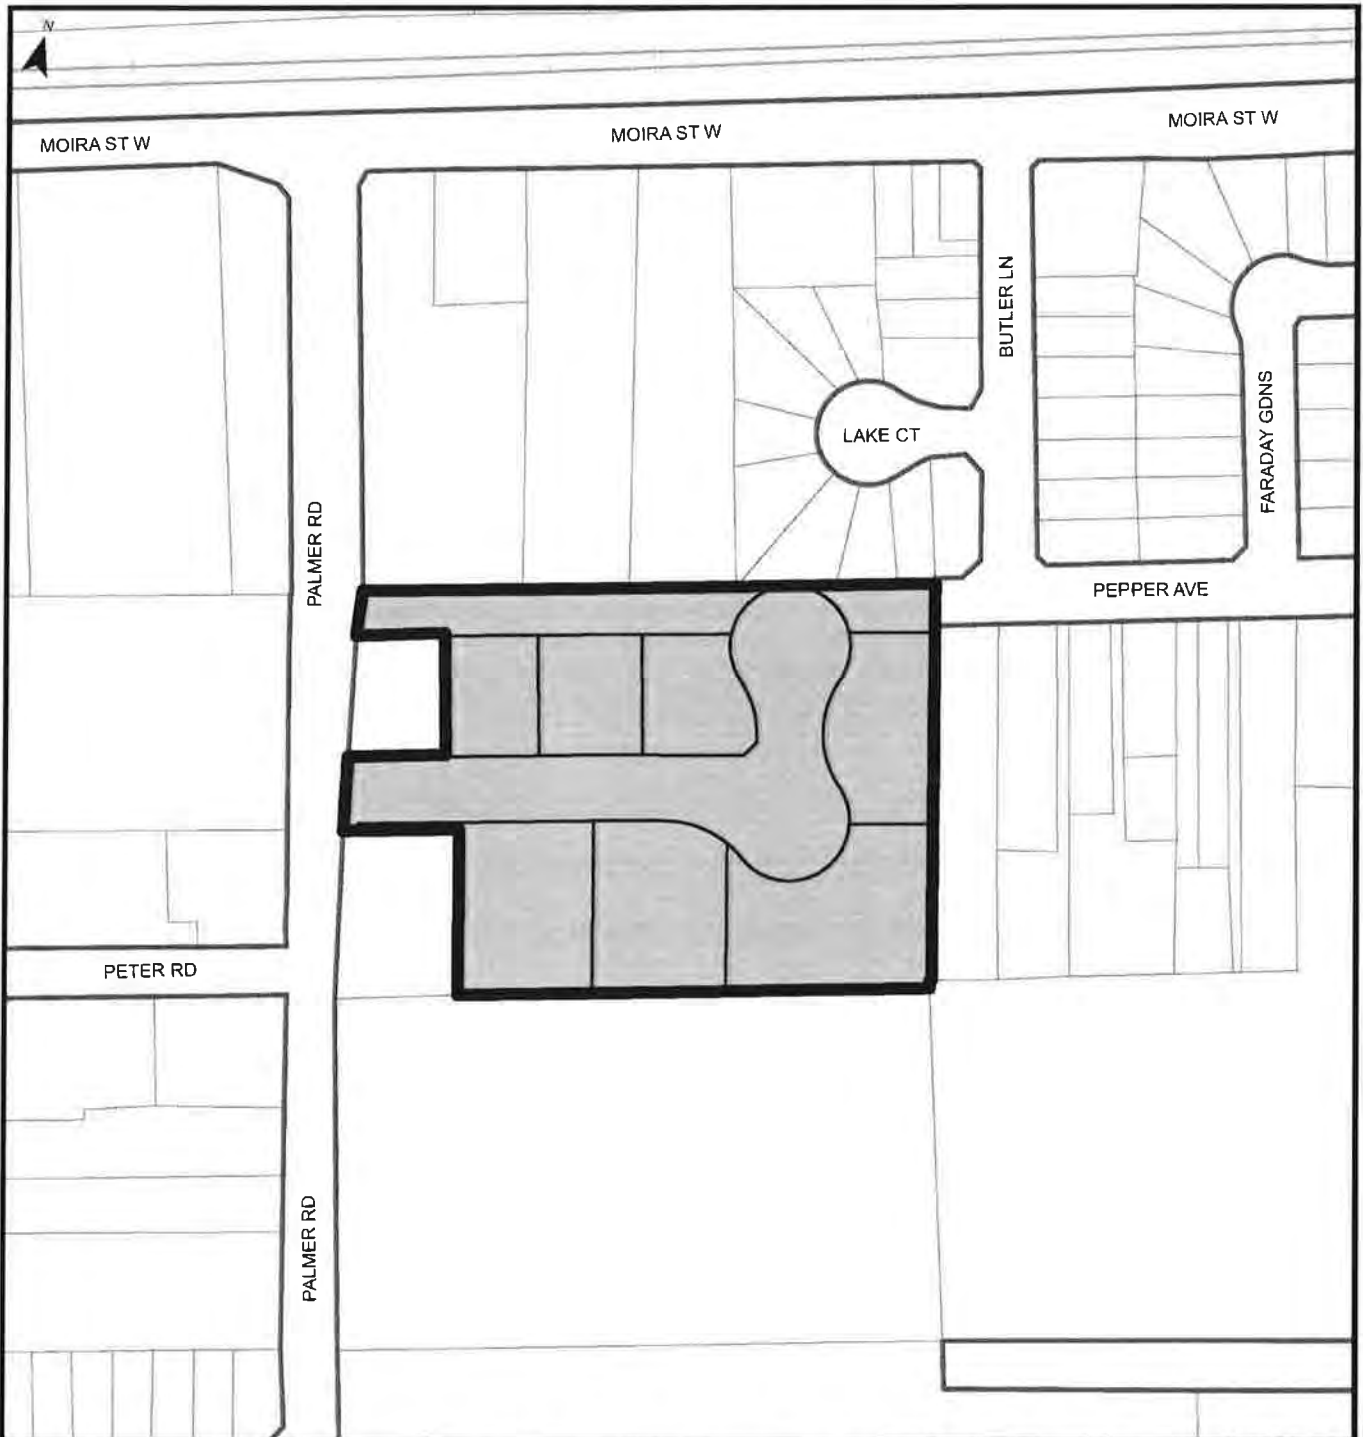 N
MOIRA ST W
MOIRA ST W
MOIRA ST W
BUTLER LN
FARADAY GDNS
LAKE CT
PALMER RD
PEPPER AVE
PETER RD
PALMER RD